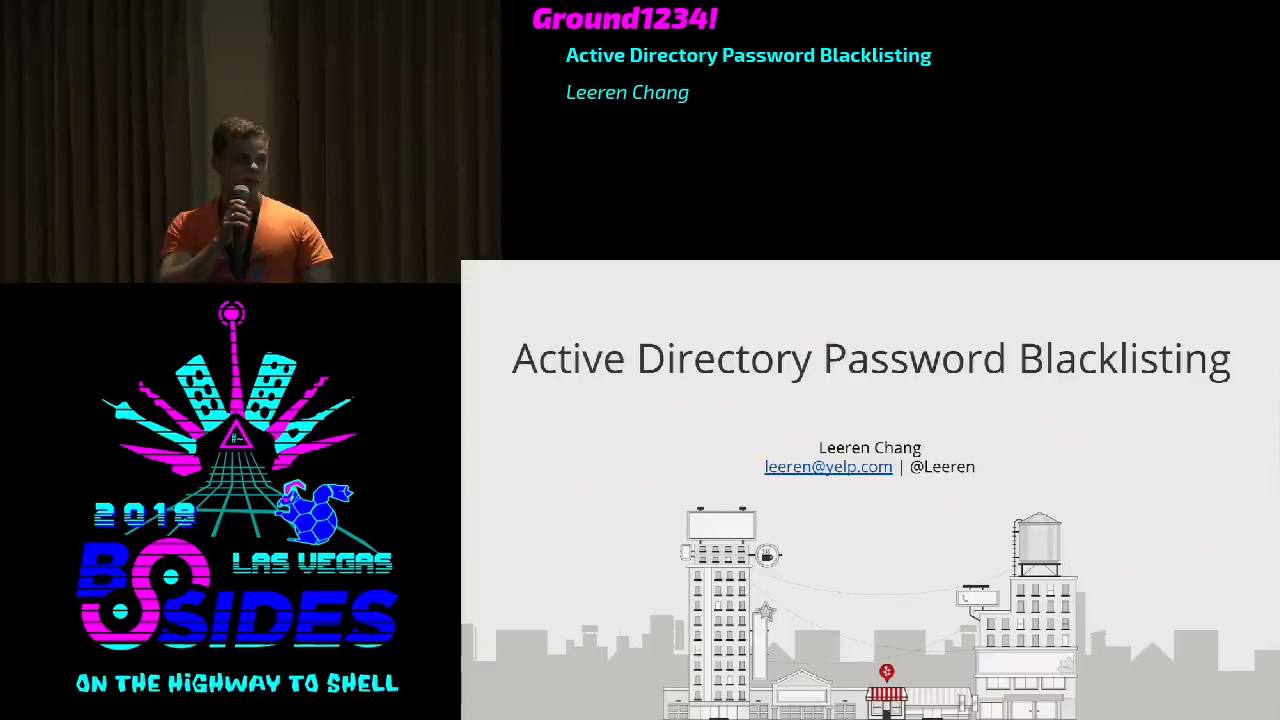 Ground1234!
Active Directory Password Blacklisting
Leeren Chang
Active Directory Password Blacklisting
Leeren Chang
leeren@yelp.com | @Leeren
#~
2018
LAS VEGAS
BSIDES
ON THE HIGHWAY TO SHELL